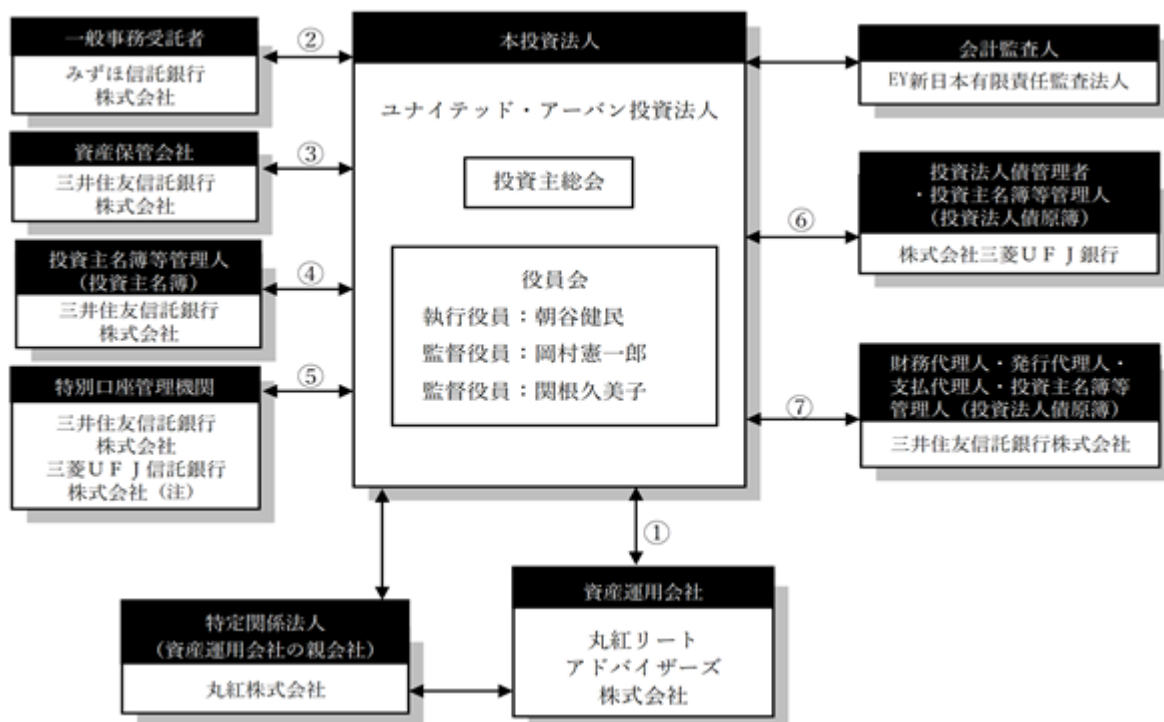 一般事務受託者
みずほ信託銀行
株式会社
②
資産保管会社
三井住友信託銀行
株式会社
③
投資主名簿等管理人
(投資主名簿)
三井住友信託銀行
株式会社
④
特別口座管理機関
三井住友信託銀行
株式会社
三菱UFJ信託銀行
株式会社(注)
⑤
本投資法人
ユナイテッド・アーバン投資法人
投資主総会
役員会
執行役員:朝谷健民
監督役員:岡村憲一郎
監督役員:関根久美子
会計監査人
EY新日本有限責任監査法人
⑥
投資法人債管理者
・投資主名簿等管理人
(投資法人債原簿)
株式会社三菱UFJ銀行
⑦
財務代理人・発行代理人・
支払代理人・投資主名簿等
管理人(投資法人債原簿)
三井住友信託銀行株式会社
①
特定関係法人
(資産運用会社の親会社)
丸紅株式会社
資産運用会社
丸紅リート
アドバイザーズ
株式会社